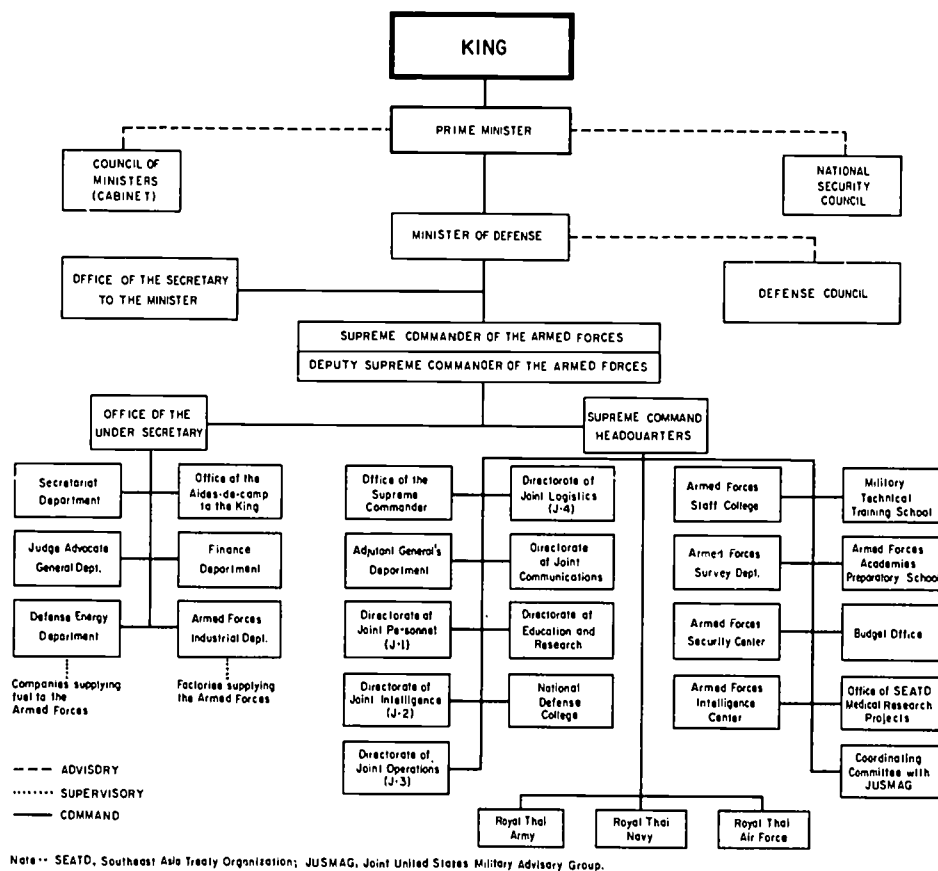 KING
PRIME MINISTER
COUNCIL OF
MINISTERS
(CABINET)
NATIONAL
SECURITY
COUNCIL
MINISTER OF DEFENSE
OFFICE OF THE SECRETARY
TO THE MINISTER
DEFENSE COUNCIL
SUPREME COMMANDER OF THE ARMED FORCES
DEPUTY SUPREME COMMANDER OF THE ARMED FORCES
OFFICE OF THE
UNDER SECRETARY
SUPREME COMMAND
HEADQUARTERS
Secretariat
Department
Office of the
Aides-de-camp
to the King
Judge Advocate
General Dept.
Finance
Department
Defense Energy
Department
Armed Forces
Industrial Dept.
Companies supplying
fuel to the
Armed Forces
Factories supplying
the Armed Forces
Office of the
Supreme
Commander
Directorate of
Joint Logistics
(J-4)
Adjutant General's
Department
Directorate
of Joint
Communications
Directorate of
Joint Personnel
(J-1)
Directorate of
Education and
Research
Directorate of
Joint Intelligence
(J-2)
National
Defense
College
Directorate of
Joint Operations
(J-3)
Armed Forces
Staff College
Military
Technical
Training School
Armed Forces
Survey Dept.
Armed Forces
Academies
Preparatory School
Armed Forces
Security Center
Budget Office
Armed Forces
Intelligence
Center
Office of SEATO
Medical Research
Projects
Coordinating
Committee with
JUSMAG
Royal Thai
Army
Royal Thai
Navy
Royal Thai
Air Force
ADVISORY
SUPERVISORY
COMMAND
Note-- SEATO, Southeast Asia Treaty Organization; JUSMAG, Joint United States Military Advisory Group.